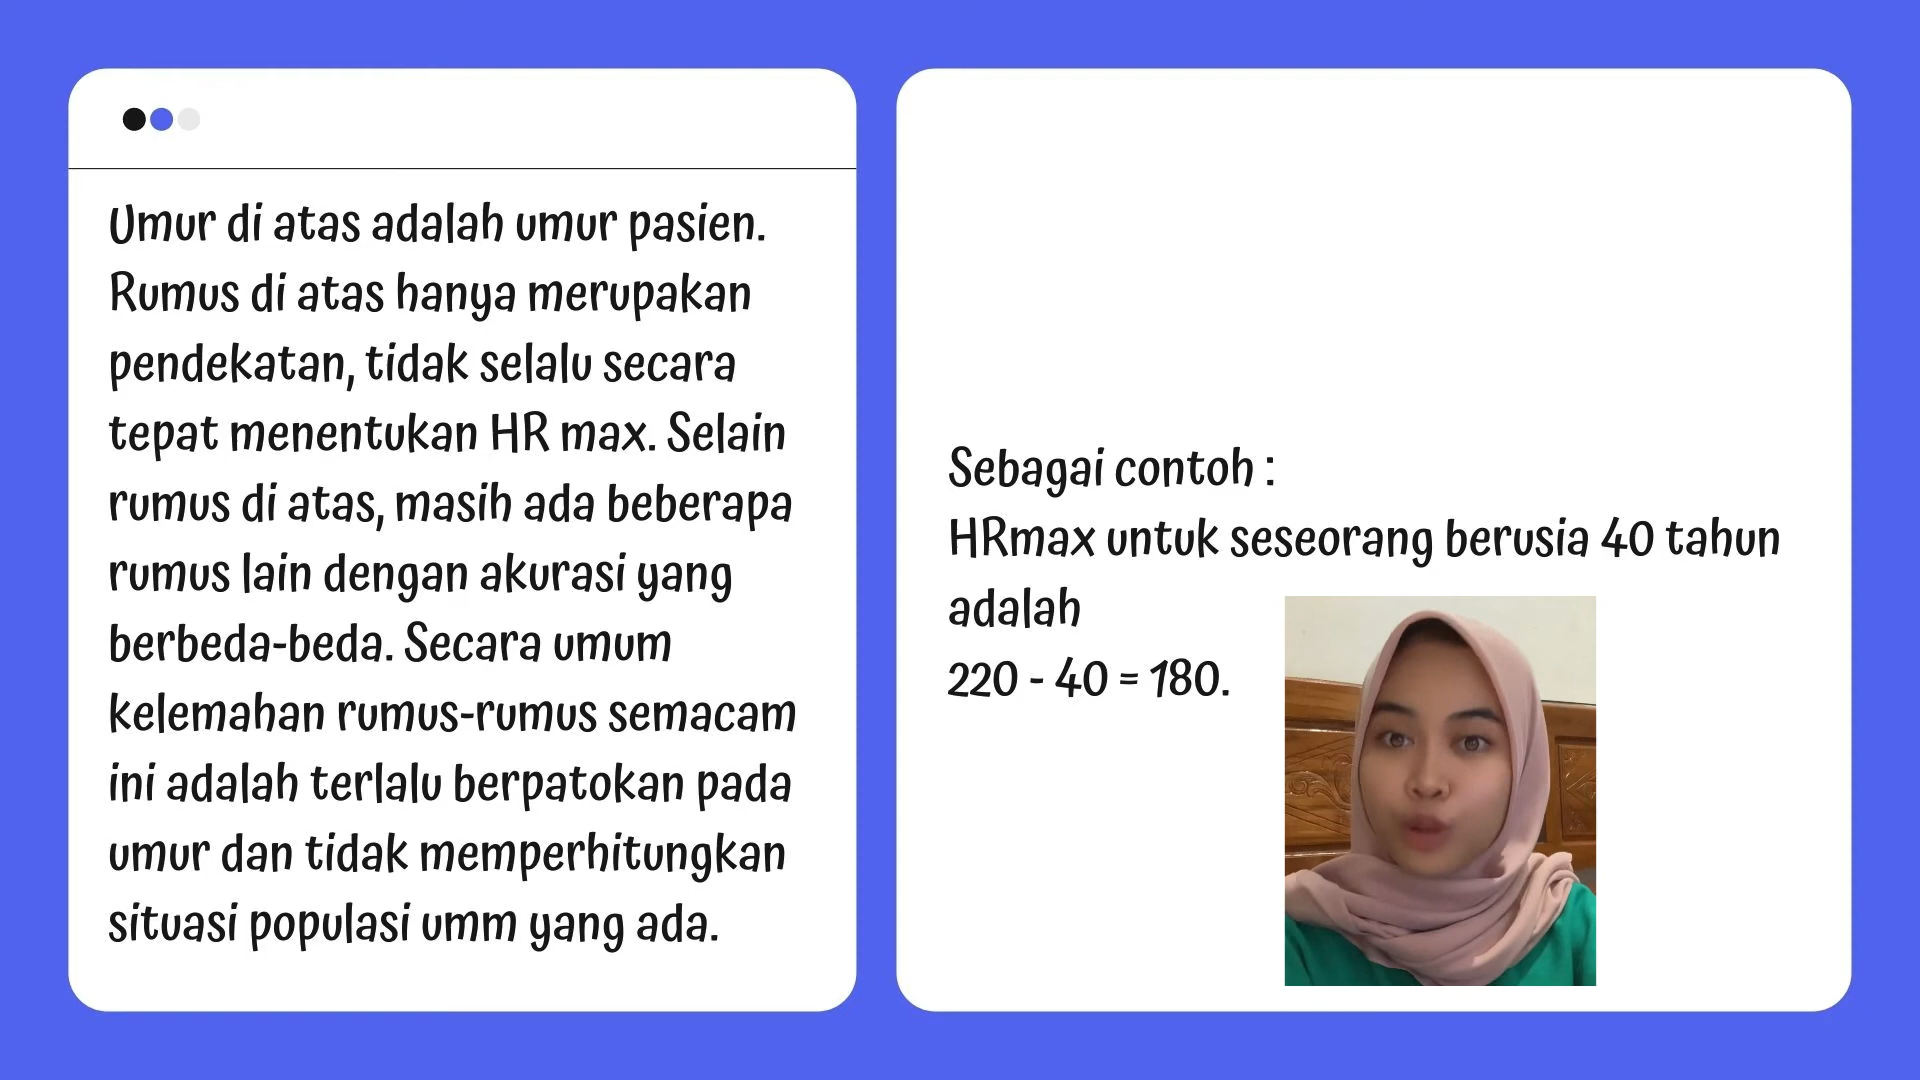 Umur di atas adalah umur pasien.
Rumus di atas hanya merupakan
pendekatan, tidak selalu secara
tepat menentukan HR max. Selain
rumus di atas, masih ada beberapa
rumus lain dengan akurasi yang
berbeda-beda. Secara umum
kelemahan rumus-rumus semacam
ini adalah terlalu berpatokan pada
umur dan tidak memperhitungkan
situasi populasi umm yang ada.
Sebagai contoh :
HRmax untuk seseorang berusia 40 tahun
adalah
220 - 40 = 180.